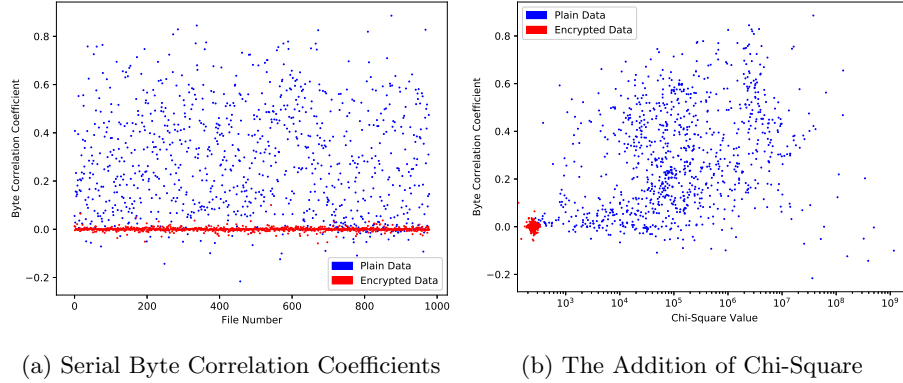 0.8
0.6
0.4
0.2
0.0
−0.2
Byte Correlation Coefficient
0 200 400 600 800 1000
File Number
Plain Data
Encrypted Data
(a) Serial Byte Correlation Coefficients
Plain Data
Encrypted Data
0.8
0.6
0.4
0.2
0.0
−0.2
Byte Correlation Coefficient
10³ 10⁴ 10⁵ 10⁶ 10⁷ 10⁸ 10⁹
Chi-Square Value
(b) The Addition of Chi-Square